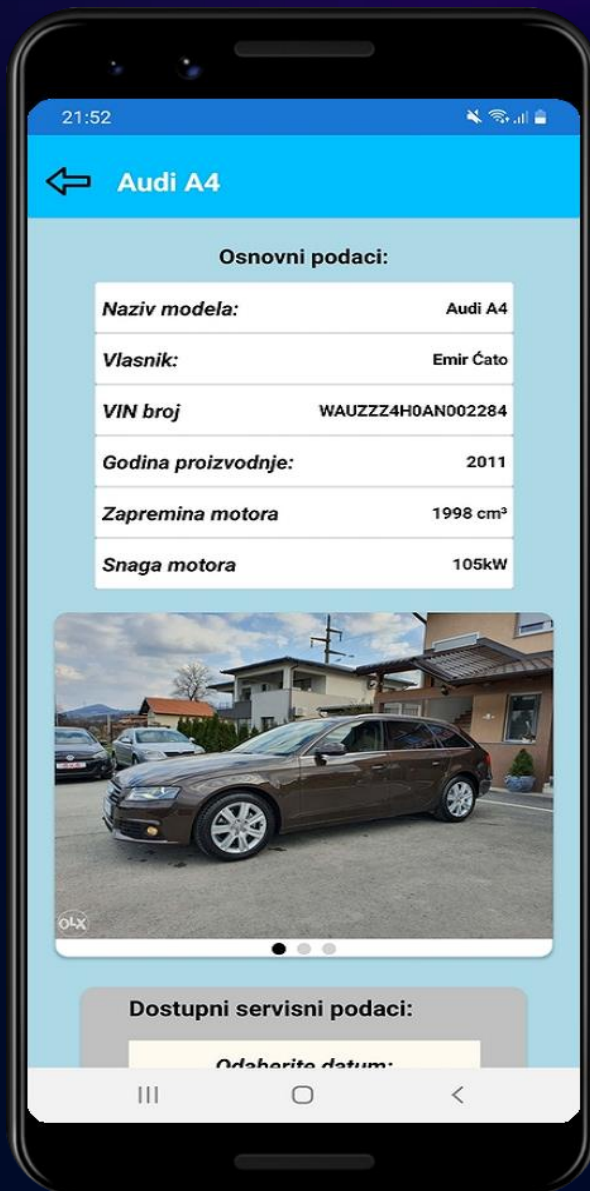 21:52
Audi A4
Osnovni podaci:
Naziv modela: Audi A4
Vlasnik: Emir Ćato
VIN broj WAUZZZ4H0AN002284
Godina proizvodnje: 2011
Zapremina motora 1998 cm³
Snaga motora 105kW
OLX
Dostupni servisni podaci:
Odaberite datum: